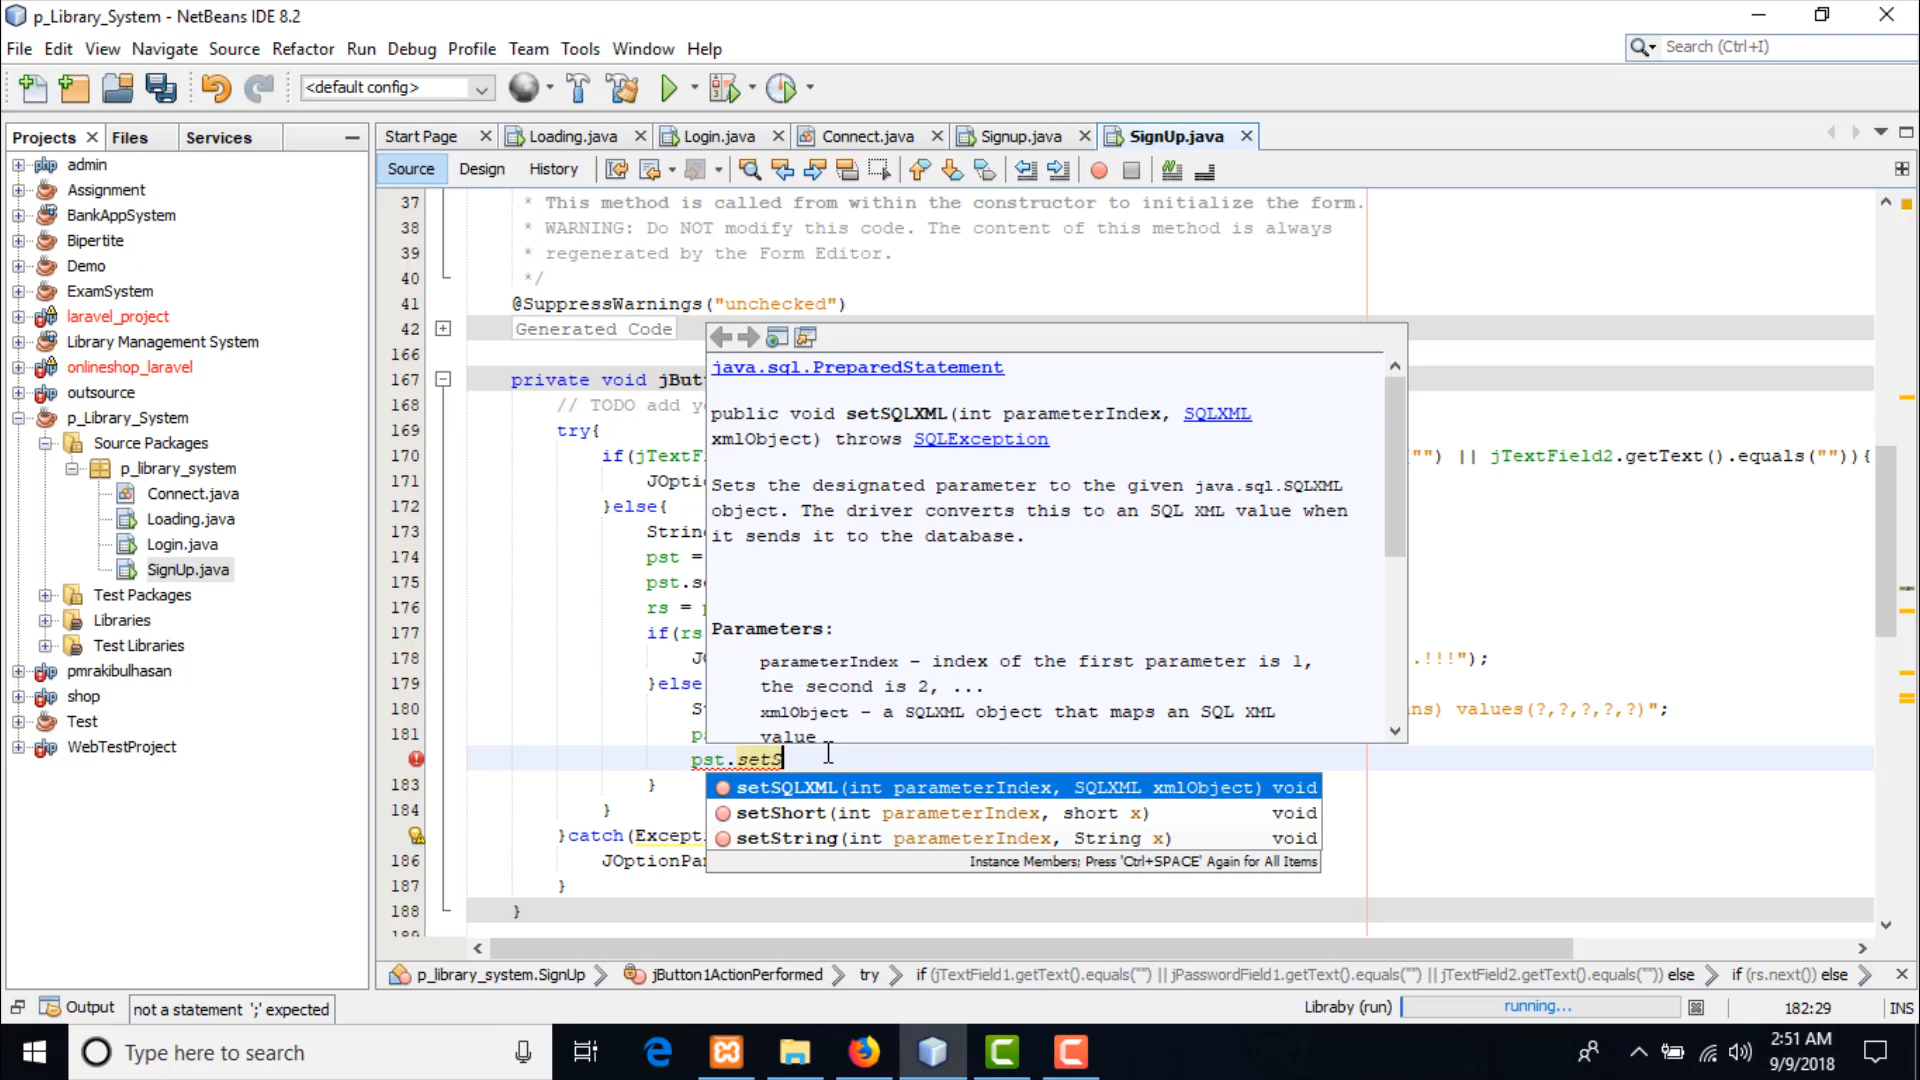 p_Library_System - NetBeans IDE 8.2
File Edit View Navigate Source Refactor Run Debug Profile Team Tools Window Help
Search (Ctrl+I)
<default config>
Projects Files Services
Start Page Loading.java Login.java Connect.java Signup.java SignUp.java
Source Design History
admin
Assignment
BankAppSystem
Bipertite
Demo
ExamSystem
laravel_project
Library Management System
onlineshop_laravel
outsource
p_Library_System
Source Packages
p_library_system
Connect.java
Loading.java
Login.java
SignUp.java
Test Packages
Libraries
Test Libraries
pmrakibulhasan
shop
Test
WebTestProject
37 * This method is called from within the constructor to initialize the form.
38 * WARNING: Do NOT modify this code. The content of this method is always
39 * regenerated by the Form Editor.
40 */
41 @SuppressWarnings("unchecked")
42 Generated Code
166
167 private void jButt
168 // TODO add y
169 try{
170 if(jTextF "") || jTextField2.getText().equals("")){
171 JOptio
172 }else{
173 String
174 pst =
175 pst.se
176 rs = p
177 if(rs
178 JO .!!!");
179 }else
180 St ns) values(?,?,?,?,?)";
181 ps
pst.setS
183 }
184 }
}catch(Except
186 JOptionPa
187 }
188 }
189
java.sql.PreparedStatement
public void setSQLXML(int parameterIndex, SQLXML
xmlObject) throws SQLException
Sets the designated parameter to the given java.sql.SQLXML
object. The driver converts this to an SQL XML value when
it sends it to the database.
Parameters:
parameterIndex - index of the first parameter is 1,
the second is 2, ...
xmlObject - a SQLXML object that maps an SQL XML
value
setSQLXML(int parameterIndex, SQLXML xmlObject) void
setShort(int parameterIndex, short x) void
setString(int parameterIndex, String x) void
Instance Members; Press 'Ctrl+SPACE' Again for All Items
p_library_system.SignUp jButton1ActionPerformed try if (jTextField1.getText().equals("") || jPasswordField1.getText().equals("") || jTextField2.getText().equals("")) else if (rs.next()) else
Output not a statement ';' expected Libraby (run) running... 182:29 INS
Type here to search
2:51 AM
9/9/2018